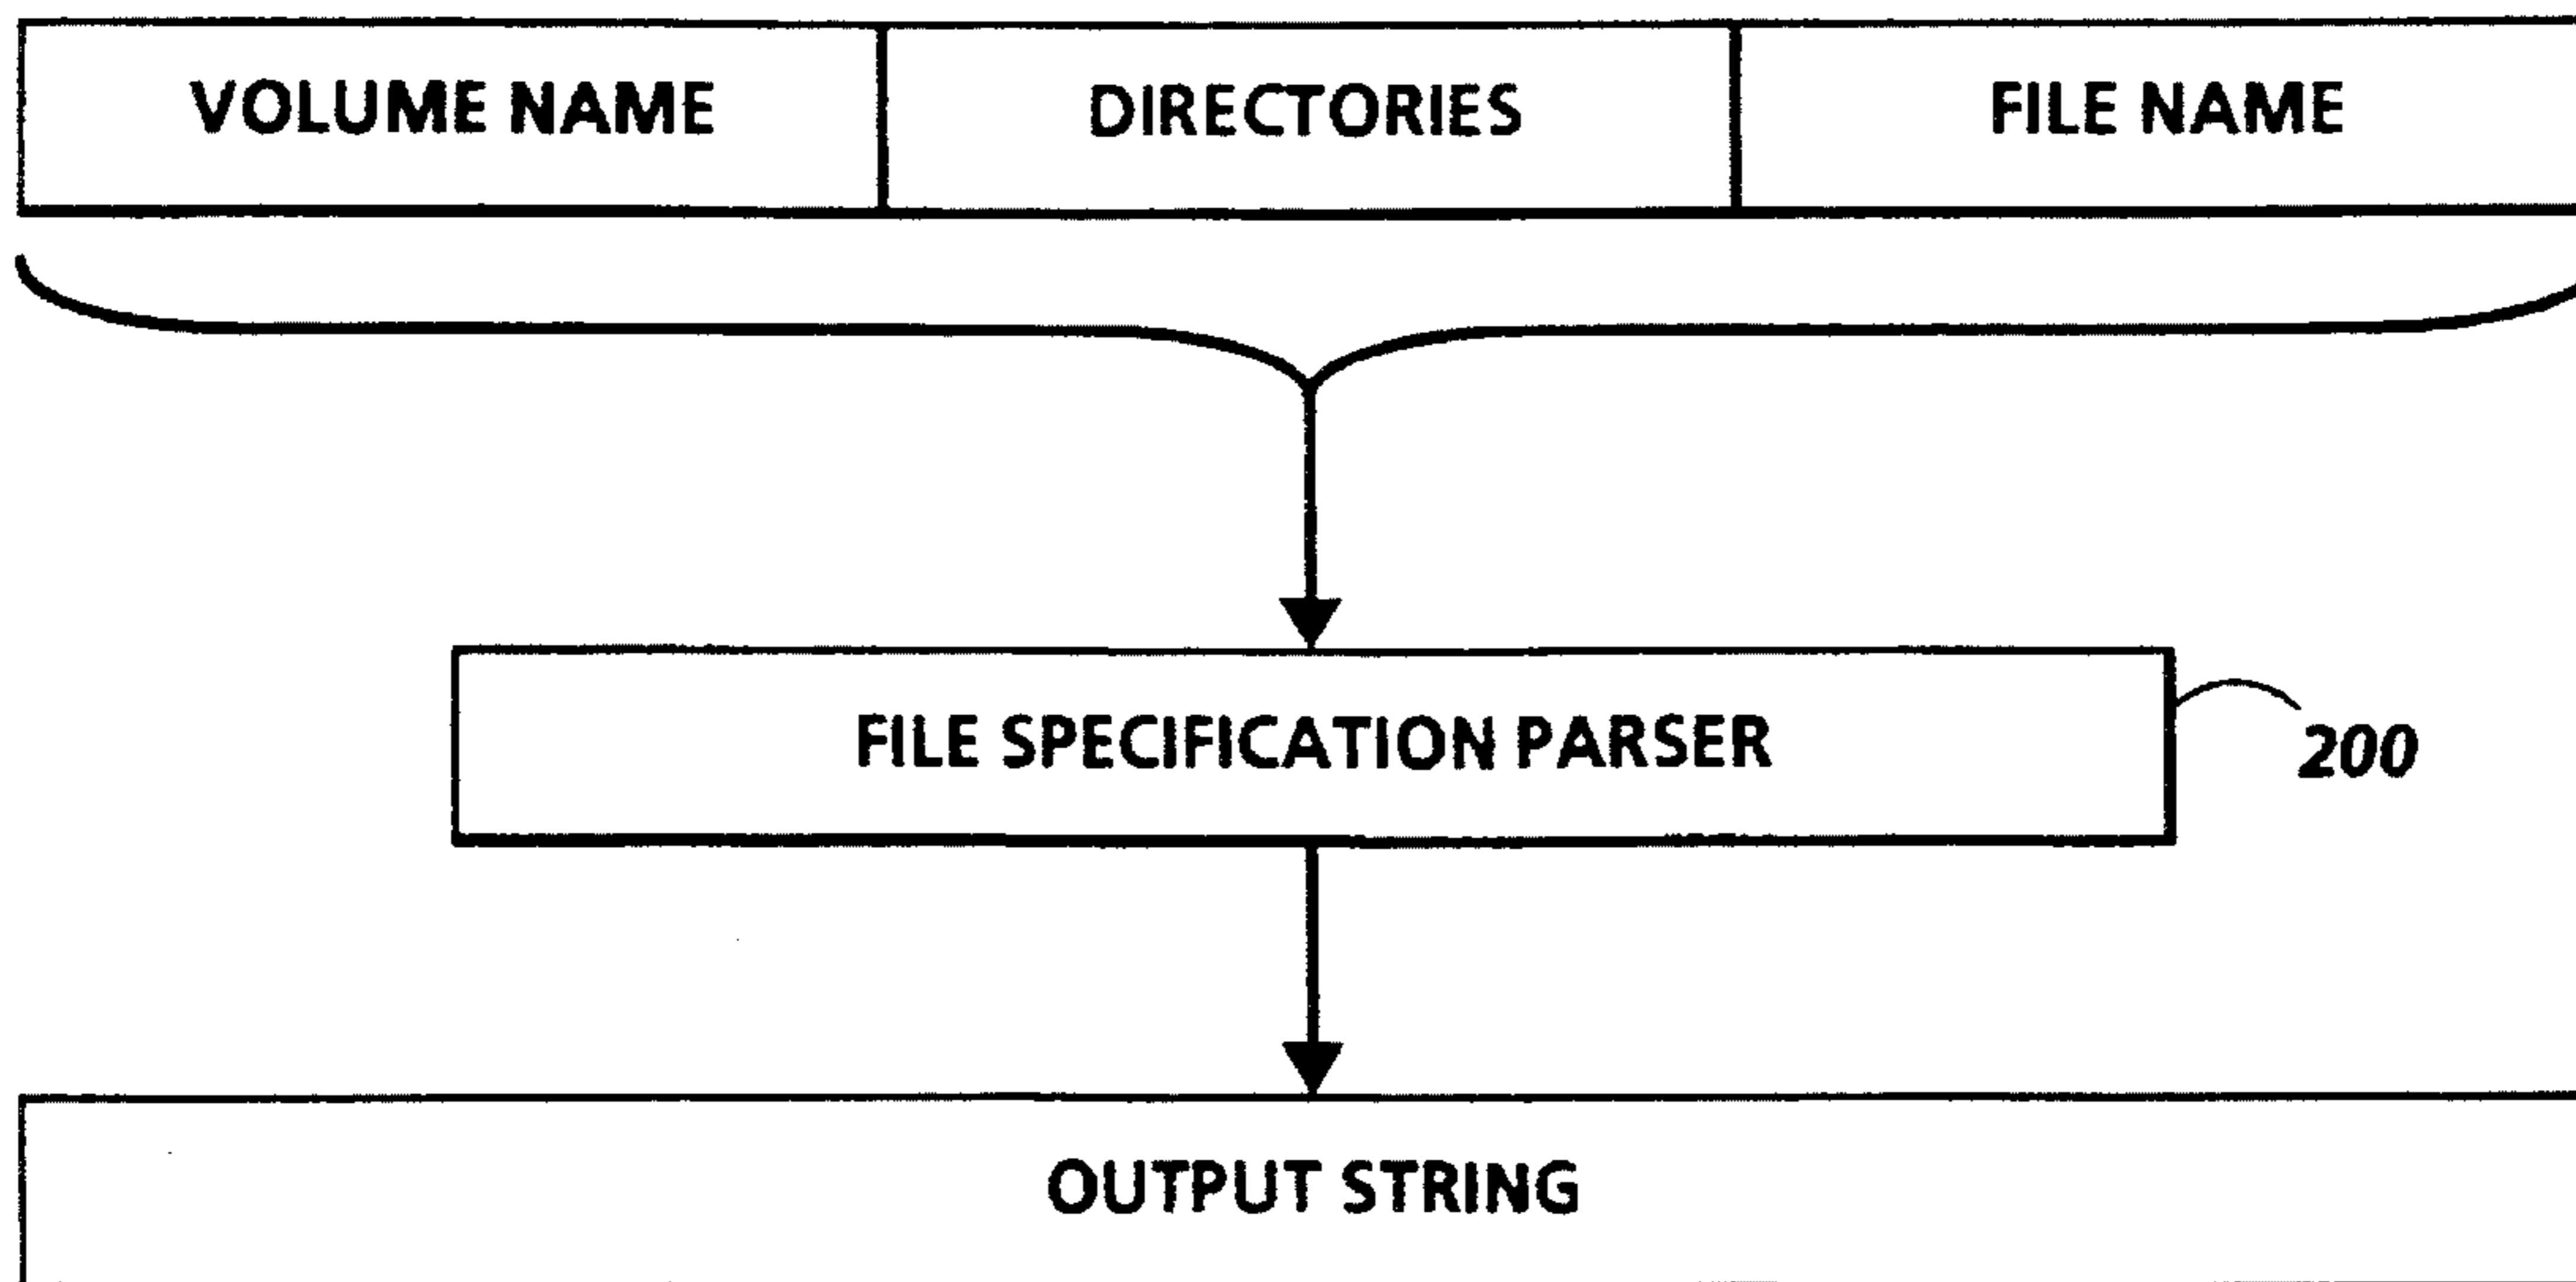 VOLUME NAME DIRECTORIES FILE NAME
FILE SPECIFICATION PARSER
200
OUTPUT STRING